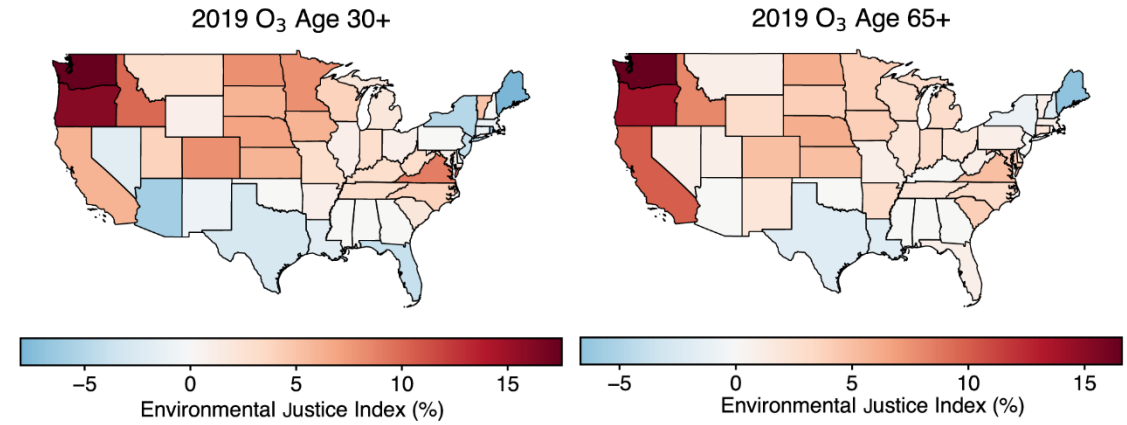 2019 O₃ Age 30+
2019 O₃ Age 65+
−5 0 5 10 15
Environmental Justice Index (%)
−5 0 5 10 15
Environmental Justice Index (%)